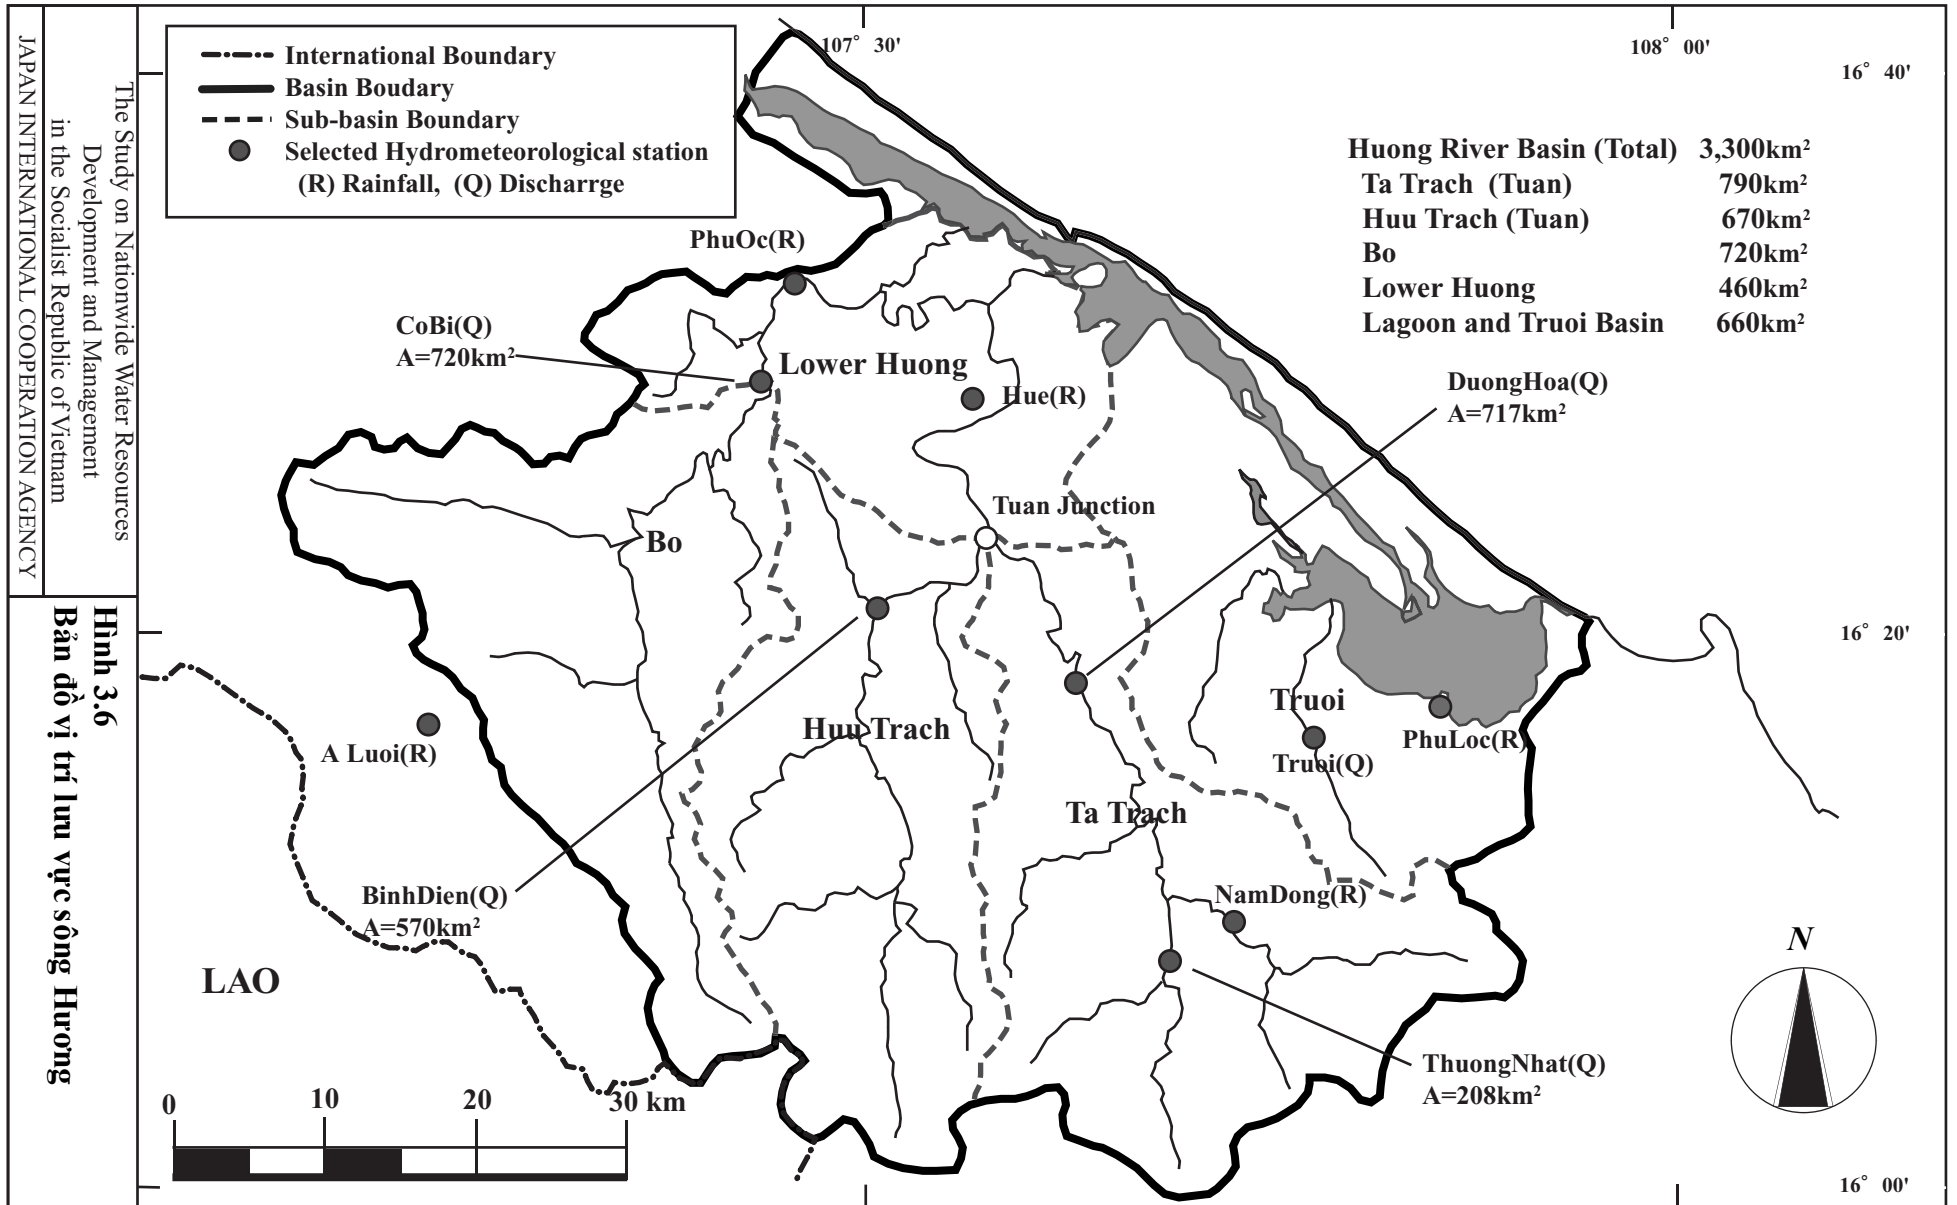 International Boundary
Basin Boudary
Sub-basin Boundary
Selected Hydrometeorological station
(R) Rainfall, (Q) Discharrge
107° 30'
108° 00'
16° 40'
Huong River Basin (Total) 3,300km²
Ta Trach (Tuan) 790km²
Huu Trach (Tuan) 670km²
Bo 720km²
Lower Huong 460km²
Lagoon and Truoi Basin 660km²
PhuOc(R)
CoBi(Q)
A=720km²
Lower Huong
Hue(R)
DuongHoa(Q)
A=717km²
Tuan Junction
Bo
16° 20'
Truoi
PhuLoc(R)
Truoi(Q)
Huu Trach
A Luoi(R)
Ta Trach
BinhDien(Q)
A=570km²
NamDong(R)
LAO
N
ThuongNhat(Q)
A=208km²
0 10 20 30 km
16° 00'
The Study on Nationwide Water Resources
Development and Management
in the Socialist Republic of Vietnam
JAPAN INTERNATIONAL COOPERATION AGENCY
Hình 3.6
Bản đồ vị trí lưu vực sông Hương